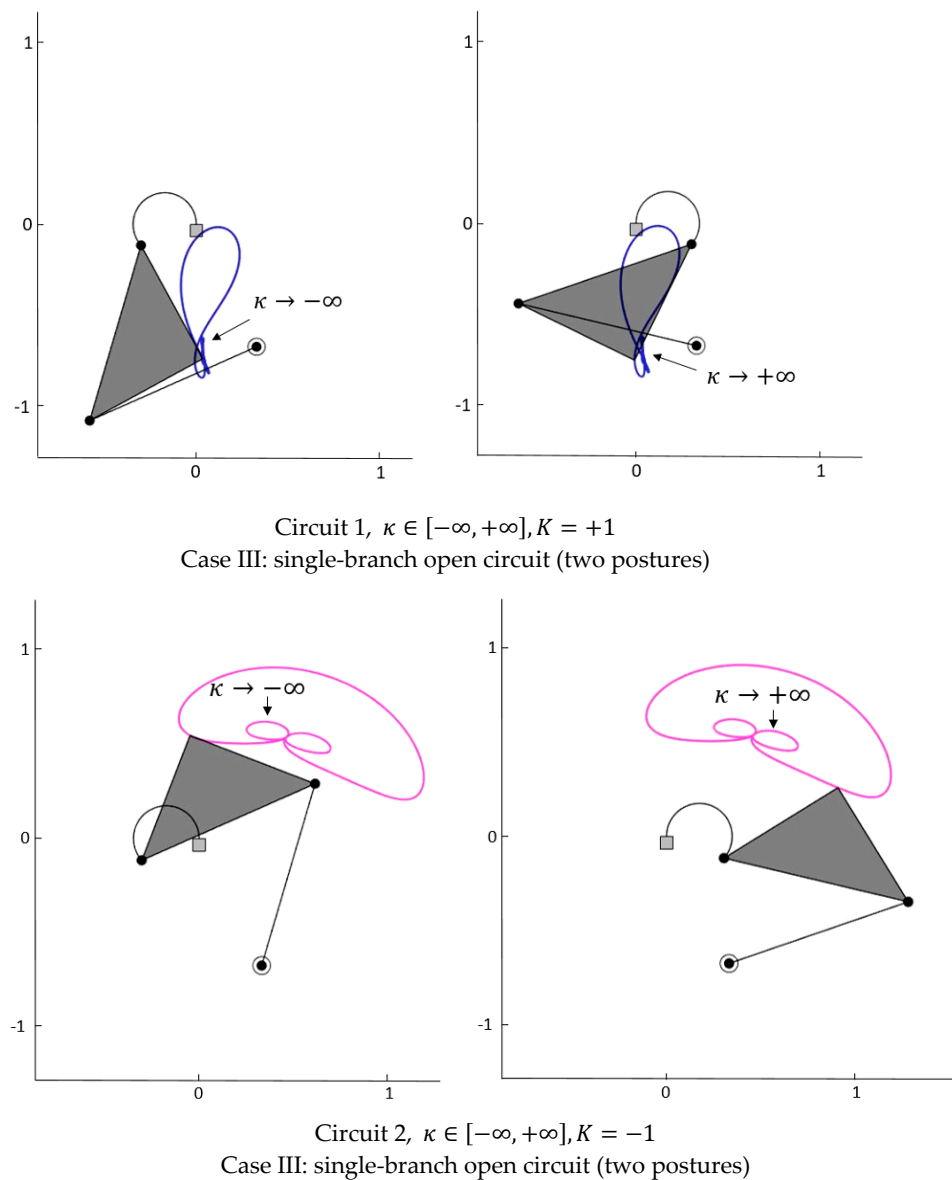 1
1
0
0
κ → −∞
κ → +∞
-1
-1
0
1
0
1
Circuit 1, κ ∈ [−∞, +∞], K = +1
Case III: single-branch open circuit (two postures)
1
1
κ → −∞
κ → +∞
0
0
-1
-1
0
1
0
1
Circuit 2, κ ∈ [−∞, +∞], K = −1
Case III: single-branch open circuit (two postures)